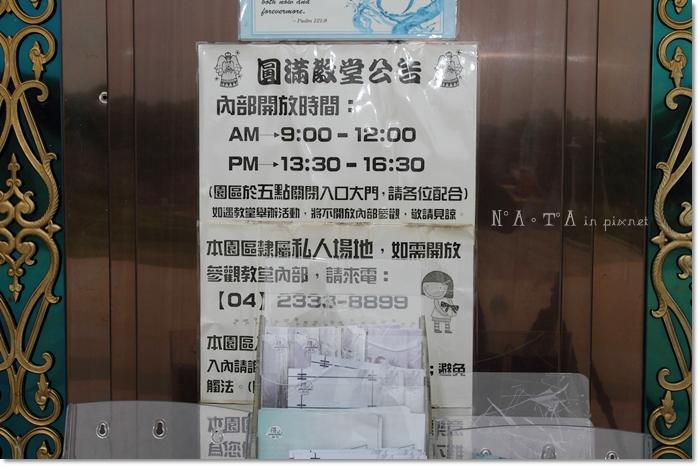 both now and
forevermore.
~ Psalm 121:8
圓滿教堂公告
內部開放時間：
AM→9:00－12:00
PM→13:30－16:30
(園區於五點關閉入口大門，請各位配合)
如遇教堂舉辦活動，將不開放內部參觀，敬請見諒。
本園區隸屬私人場地，如需開放
參觀教堂內部，請來電：
【04】2333-8899
本園區
入內請 ；避免
觸法。(
N°A。T°A in pixnet